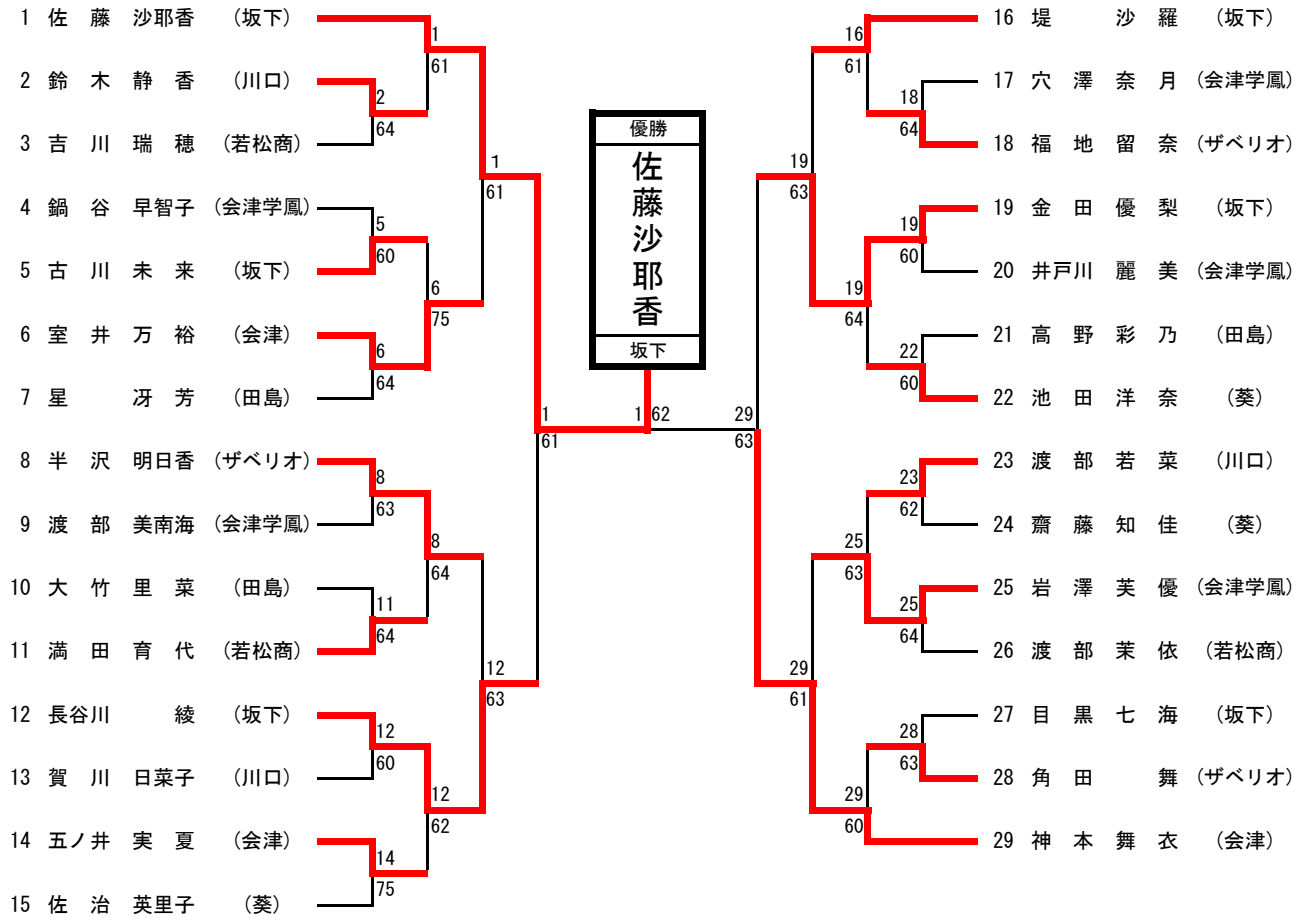 1 佐 藤 沙耶香 (坂下)
2 鈴 木 静 香 (川口)
3 吉 川 瑞 穂 (若松商)
4 鍋 谷 早智子 (会津学鳳)
5 古 川 未 来 (坂下)
6 室 井 万 裕 (会津)
7 星 冴 芳 (田島)
8 半 沢 明日香 (ザベリオ)
9 渡 部 美南海 (会津学鳳)
10 大 竹 里 菜 (田島)
11 満 田 育 代 (若松商)
12 長谷川 綾 (坂下)
13 賀 川 日菜子 (川口)
14 五ノ井 実 夏 (会津)
15 佐 治 英里子 (葵)
2
64
5
60
6
64
8
63
11
64
12
60
14
75
1
61
6
75
8
64
12
62
1
61
12
63
1
61
優勝
佐藤沙耶香
坂下
1 62
29
63
19
63
29
61
16
61
19
64
25
63
29
60
18
64
19
60
22
60
23
62
25
64
28
63
16 堤 沙 羅 (坂下)
17 穴 澤 奈 月 (会津学鳳)
18 福 地 留 奈 (ザベリオ)
19 金 田 優 梨 (坂下)
20 井戸川 麗 美 (会津学鳳)
21 高 野 彩 乃 (田島)
22 池 田 洋 奈 (葵)
23 渡 部 若 菜 (川口)
24 齋 藤 知 佳 (葵)
25 岩 澤 芙 優 (会津学鳳)
26 渡 部 茉 依 (若松商)
27 目 黒 七 海 (坂下)
28 角 田 舞 (ザベリオ)
29 神 本 舞 衣 (会津)